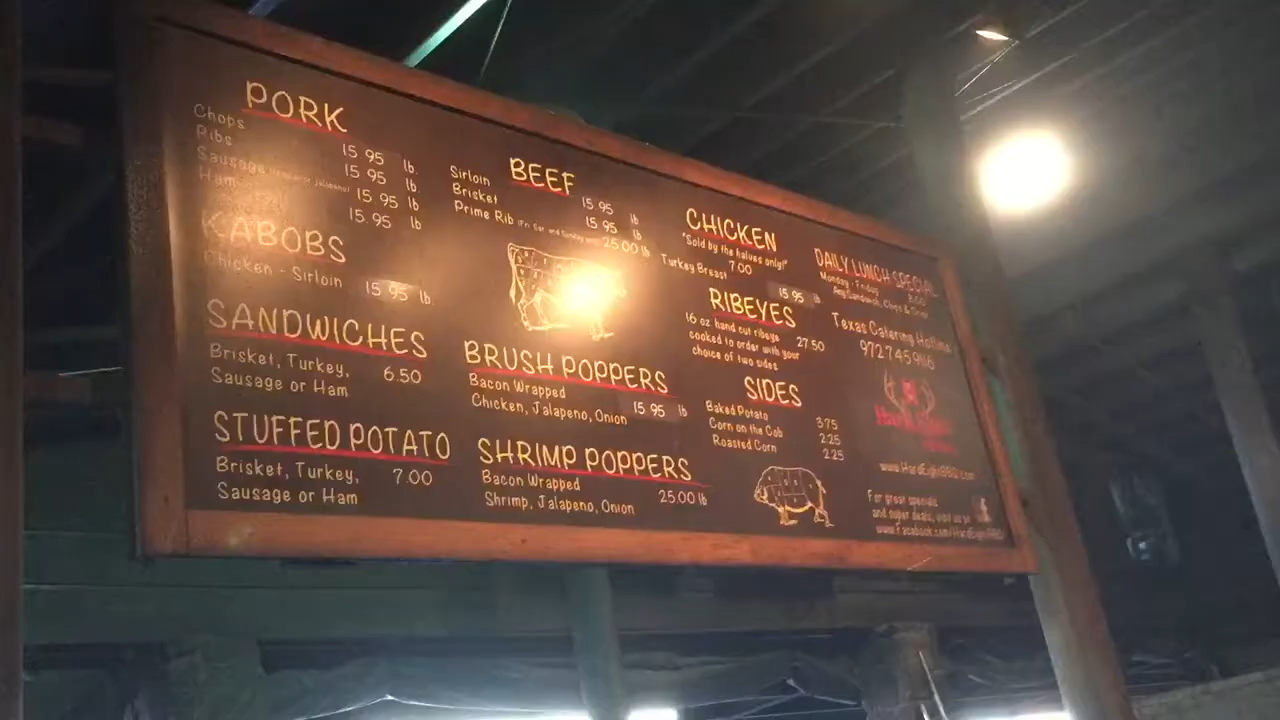 PORK
Chops 15 95 lb.
Ribs 15 95 lb.
Sausage 15 95 lb.
Ham 15.95 lb
KABOBS
Chicken - Sirloin 15 95 lb.
SANDWICHES
Brisket, Turkey, 6.50
Sausage or Ham
STUFFED POTATO
Brisket, Turkey, 7.00
Sausage or Ham
BEEF
Sirloin 15 95 lb
Brisket 15 95 lb
Prime Rib 25.00 lb
BRUSH POPPERS
Bacon Wrapped
Chicken, Jalapeno, Onion 15 95 lb
SHRIMP POPPERS
Bacon Wrapped 25.00 lb
Shrimp, Jalapeno, Onion
CHICKEN
"Sold by the halves only!"
7.00
Turkey Breast 15 95 lb
RIBEYES
16 oz hand cut ribeye 27.50
cooked to order with your
choice of two sides
SIDES
Baked Potato 3.75
Corn on the Cob 2.25
Roasted Corn 2.25
DAILY LUNCH SPECIAL
Monday - Friday 8.00
Any Sandwich, Chips & Drink
Texas Catering Hotline
www.HardEightBBQ.com
For great specials
and super deals, visit us on
www.Facebook.com/HardEightBBQ